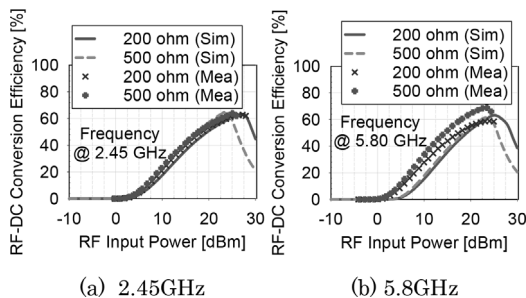 RF-DC Conversion Efficiency [%]
200 ohm (Sim)
500 ohm (Sim)
200 ohm (Mea)
500 ohm (Mea)
100
80
60
40
20
0
Frequency
@ 2.45 GHz
-10 0 10 20 30
RF Input Power [dBm]
(a) 2.45GHz
RF-DC Conversion Efficiency [%]
200 ohm (Sim)
500 ohm (Sim)
200 ohm (Mea)
500 ohm (Mea)
100
80
60
40
20
0
Frequency
@ 5.80 GHz
-10 0 10 20 30
RF Input Power [dBm]
(b) 5.8GHz